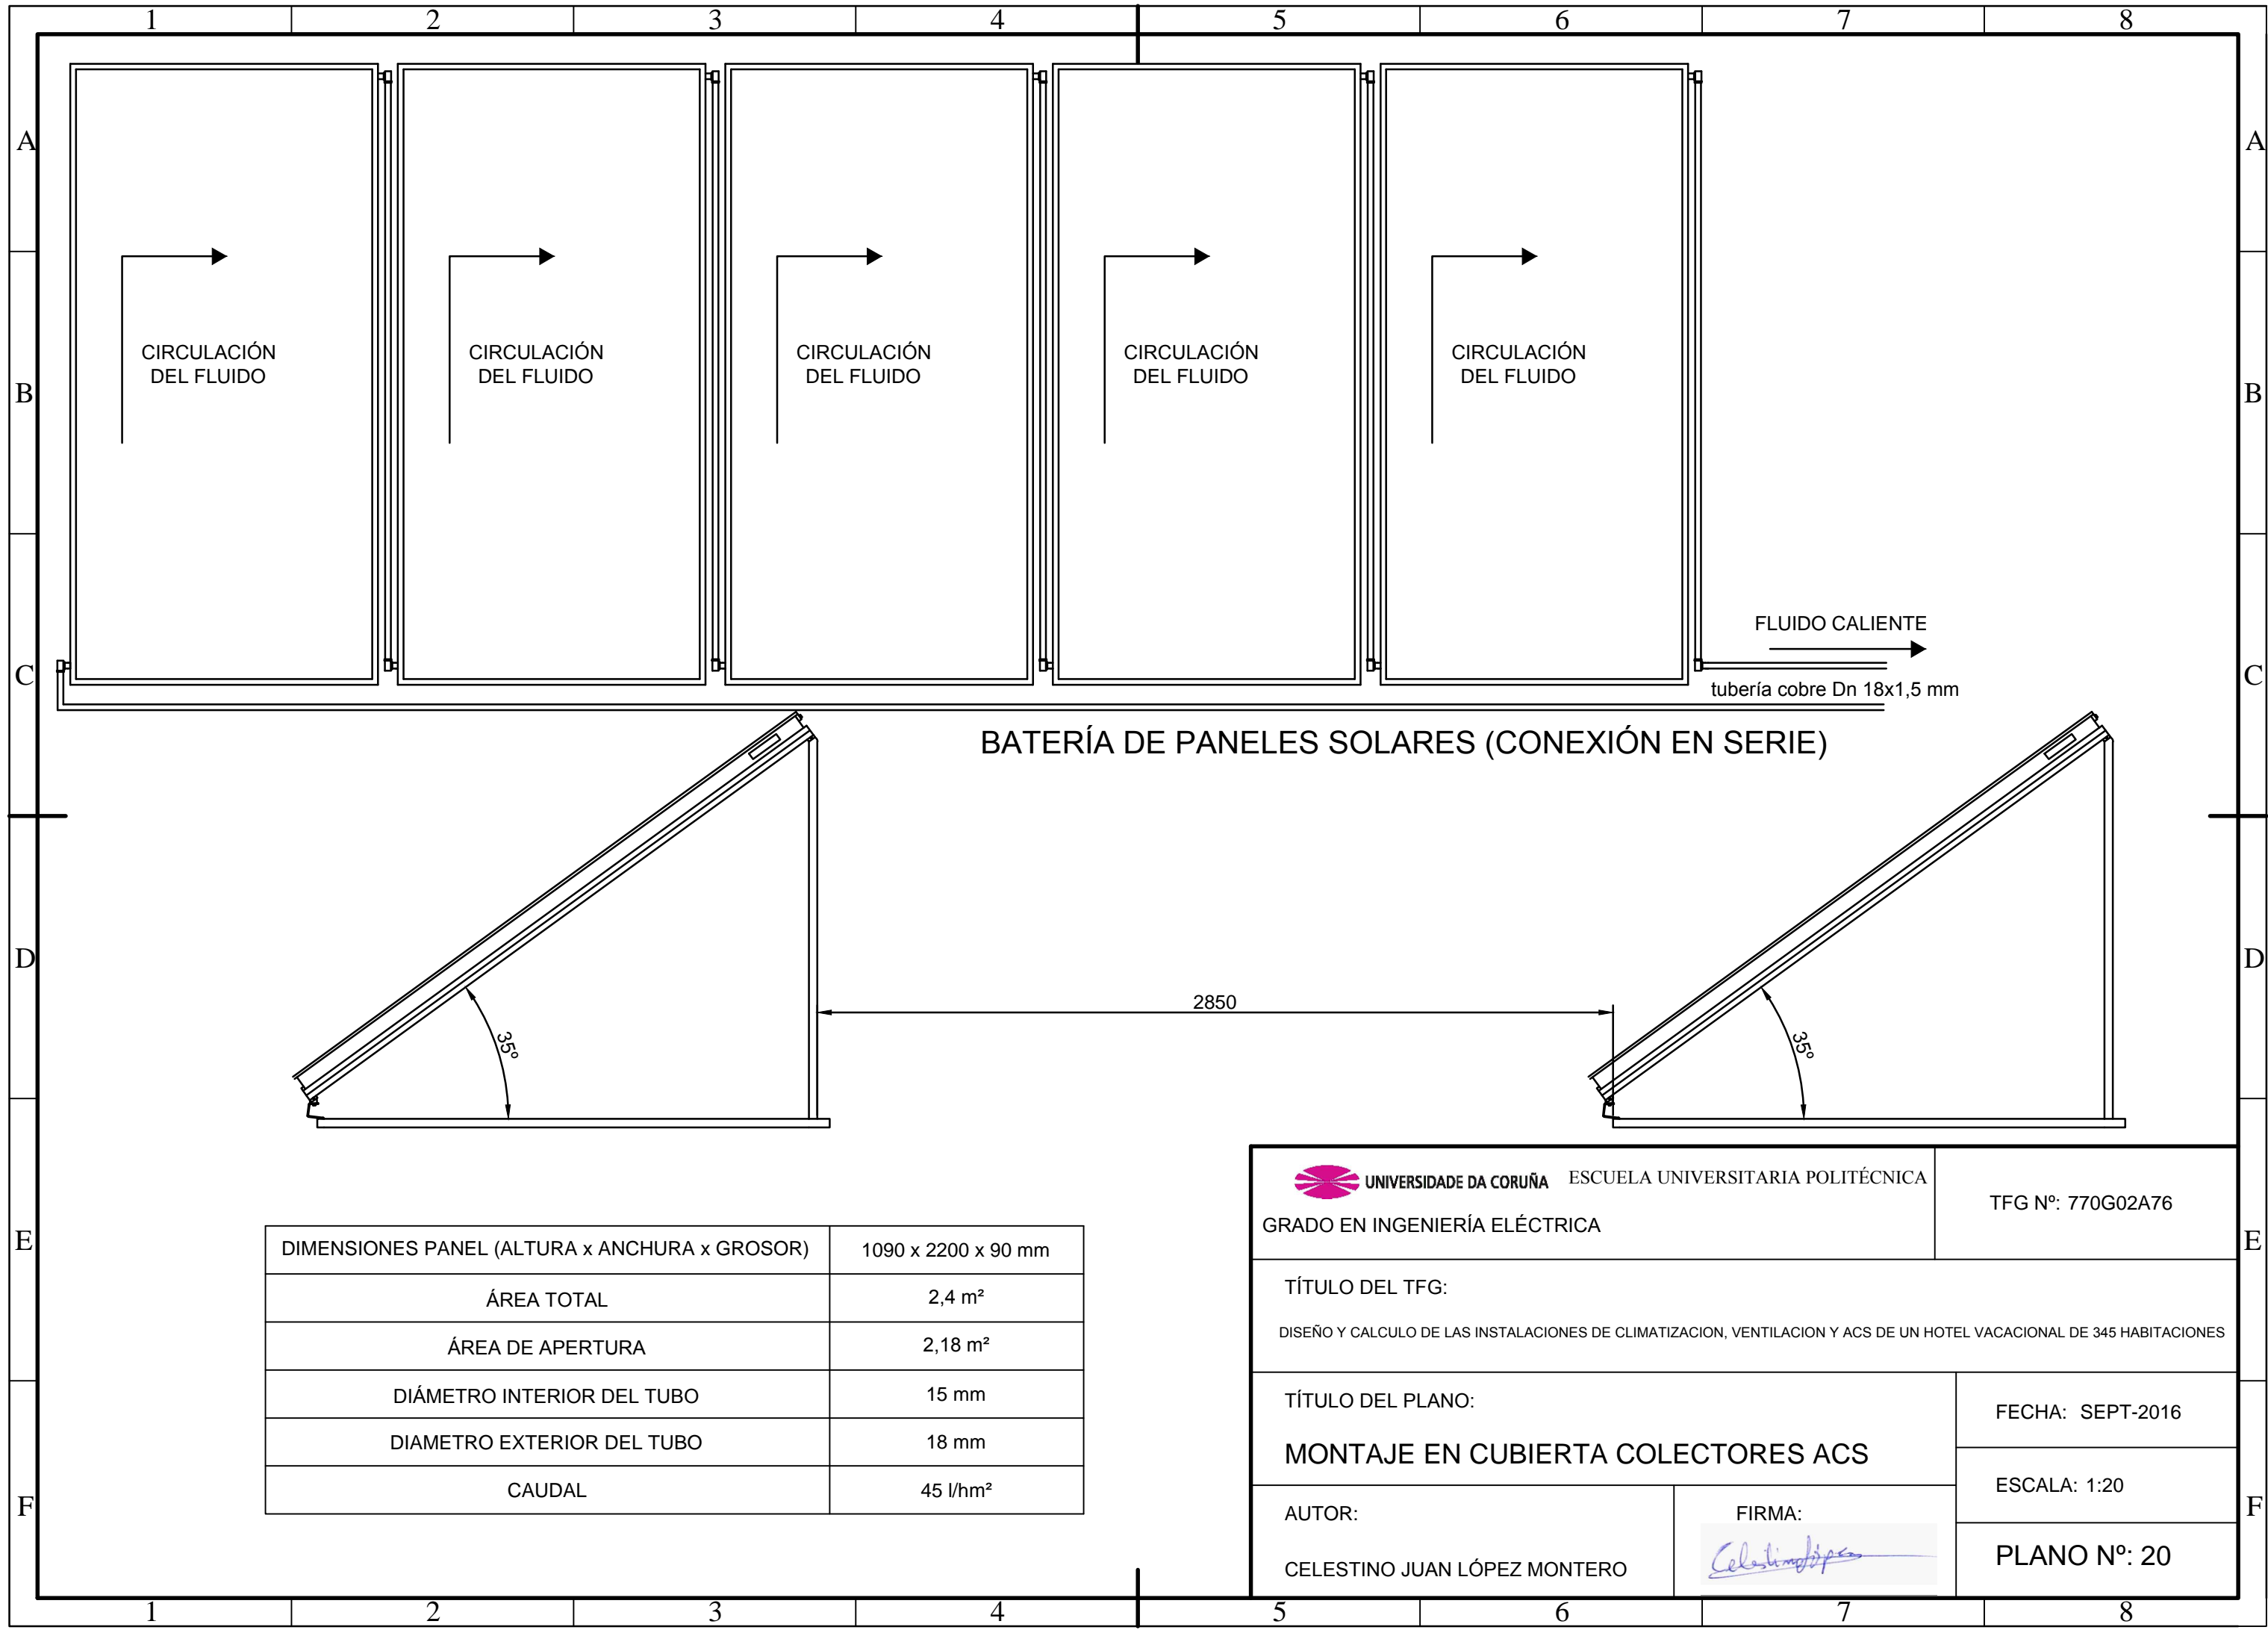 1 2 3 4 5 6 7 8
A A
B B
C C
D D
E E
F F
CIRCULACIÓN
DEL FLUIDO
CIRCULACIÓN
DEL FLUIDO
CIRCULACIÓN
DEL FLUIDO
CIRCULACIÓN
DEL FLUIDO
CIRCULACIÓN
DEL FLUIDO
FLUIDO CALIENTE
tubería cobre Dn 18x1,5 mm
BATERÍA DE PANELES SOLARES (CONEXIÓN EN SERIE)
35º
2850
35º
DIMENSIONES PANEL (ALTURA x ANCHURA x GROSOR) 1090 x 2200 x 90 mm
ÁREA TOTAL 2,4 m²
ÁREA DE APERTURA 2,18 m²
DIÁMETRO INTERIOR DEL TUBO 15 mm
DIAMETRO EXTERIOR DEL TUBO 18 mm
CAUDAL 45 l/hm²
UNIVERSIDADE DA CORUÑA ESCUELA UNIVERSITARIA POLITÉCNICA
GRADO EN INGENIERÍA ELÉCTRICA
TFG Nº: 770G02A76
TÍTULO DEL TFG:
DISEÑO Y CALCULO DE LAS INSTALACIONES DE CLIMATIZACION, VENTILACION Y ACS DE UN HOTEL VACACIONAL DE 345 HABITACIONES
TÍTULO DEL PLANO:
MONTAJE EN CUBIERTA COLECTORES ACS
FECHA: SEPT-2016
ESCALA: 1:20
PLANO Nº: 20
AUTOR:
CELESTINO JUAN LÓPEZ MONTERO
FIRMA:
Celestino López
1 2 3 4 5 6 7 8